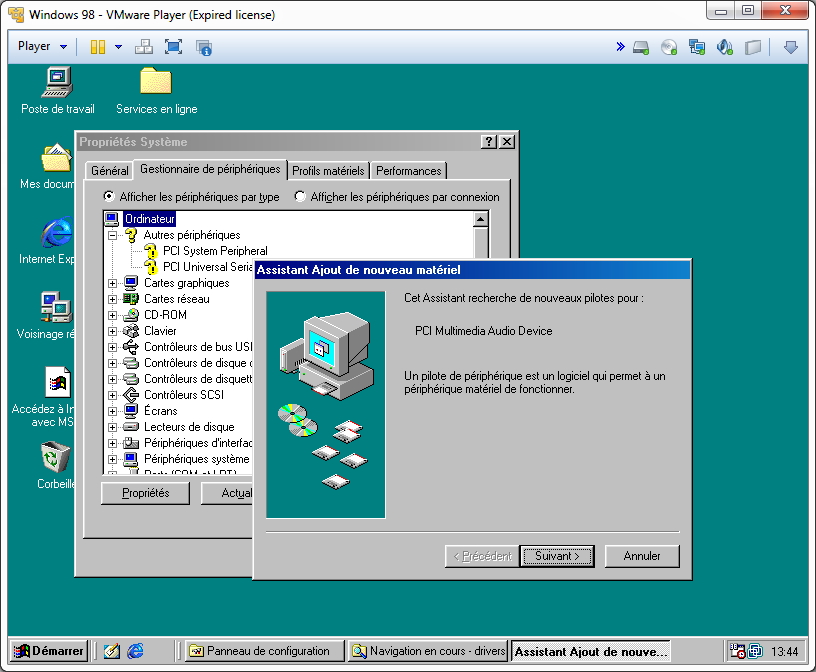 Windows 98 - VMware Player (Expired license)
Player
Poste de travail
Services en ligne
Mes docum
Internet Exp
Voisinage ré
Accédez à In
avec MS
Corbeille
Propriétés Système
Général
Gestionnaire de périphériques
Profils matériels
Performances
Afficher les périphériques par type
Afficher les périphériques par connexion
Ordinateur
Autres périphériques
PCI System Peripheral
PCI Universal Seria
Cartes graphiques
Cartes réseau
CD-ROM
Clavier
Contrôleurs de bus USB
Contrôleurs de disque d
Contrôleurs de disquett
Contrôleurs SCSI
Écrans
Lecteurs de disque
Périphériques d'interfac
Périphériques système
Ports (COM et LPT)
Propriétés
Actual
Assistant Ajout de nouveau matériel
Cet Assistant recherche de nouveaux pilotes pour :
PCI Multimedia Audio Device
Un pilote de périphérique est un logiciel qui permet à un
périphérique matériel de fonctionner.
< Précédent
Suivant >
Annuler
Démarrer
Panneau de configuration
Navigation en cours - drivers
Assistant Ajout de nouve...
13:44